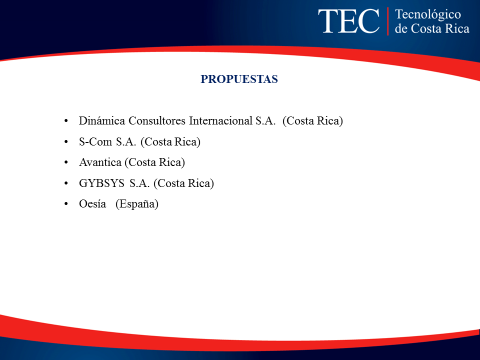 TEC
Tecnológico
de Costa Rica
PROPUESTAS
• Dinámica Consultores Internacional S.A. (Costa Rica)
• S-Com S.A. (Costa Rica)
• Avantica (Costa Rica)
• GYBSYS S.A. (Costa Rica)
• Oesía (España)